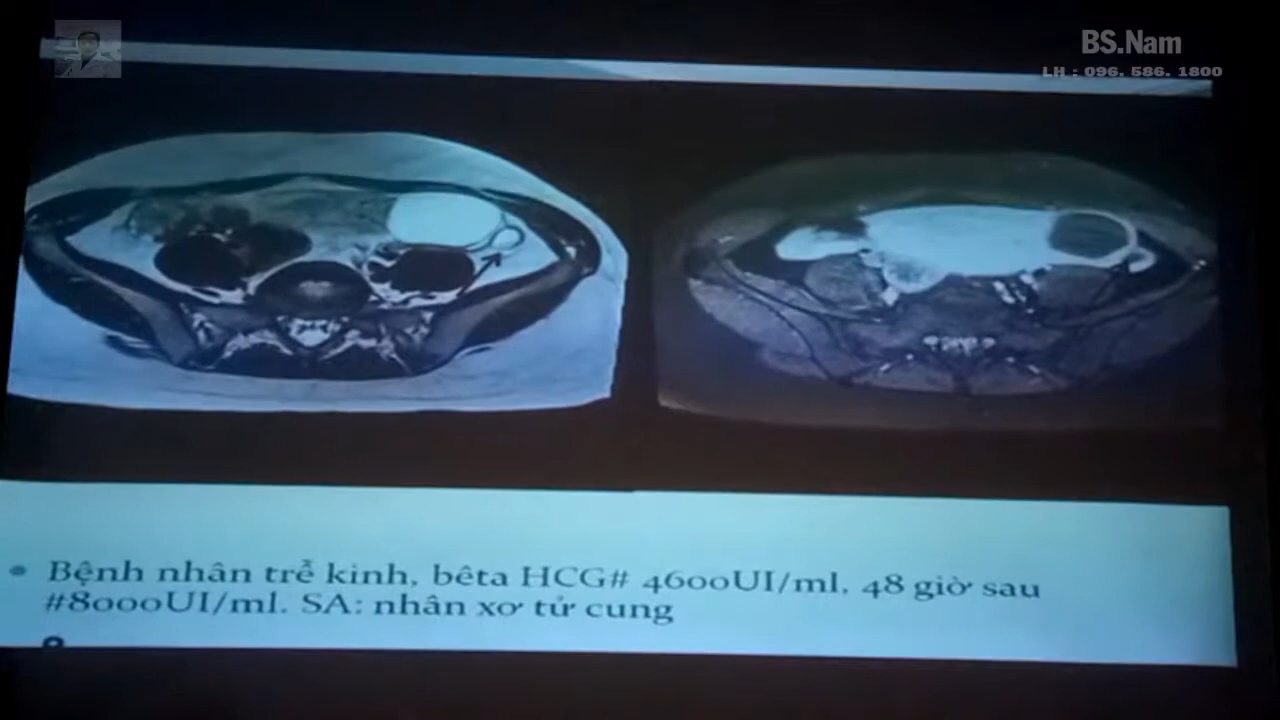 BS.Nam
LH : 096. 586. 1800
Bệnh nhân trễ kinh, bêta HCG# 4600UI/ml, 48 giờ sau
#8000UI/ml. SA: nhân xơ tử cung